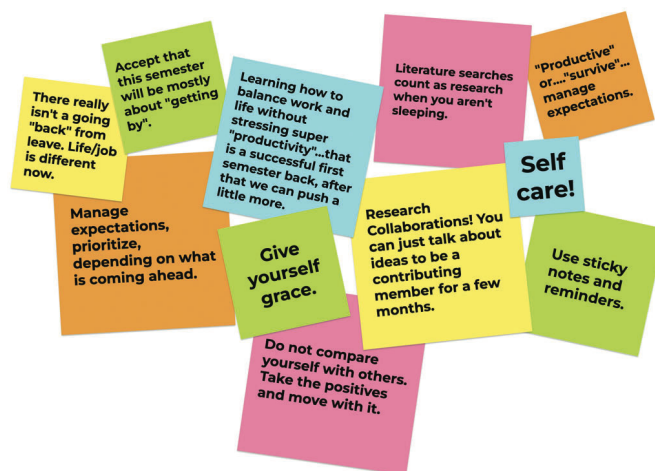 There really
isn't a going
"back" from
leave. Life/job
is different
now.
Accept that
this semester
will be mostly
about "getting
by".
Learning how to
balance work and
life without
stressing super
"productivity"...that
is a successful first
semester back, after
that we can push a
little more.
Literature searches
count as research
when you aren't
sleeping.
"Productive"
or...."survive"...
manage
expectations.
Manage
expectations,
prioritize,
depending on what
is coming ahead.
Give
yourself
grace.
Research
Collaborations! You
can just talk about
ideas to be a
contributing
member for a few
months.
Self
care!
Use sticky
notes and
reminders.
Do not compare
yourself with others.
Take the positives
and move with it.